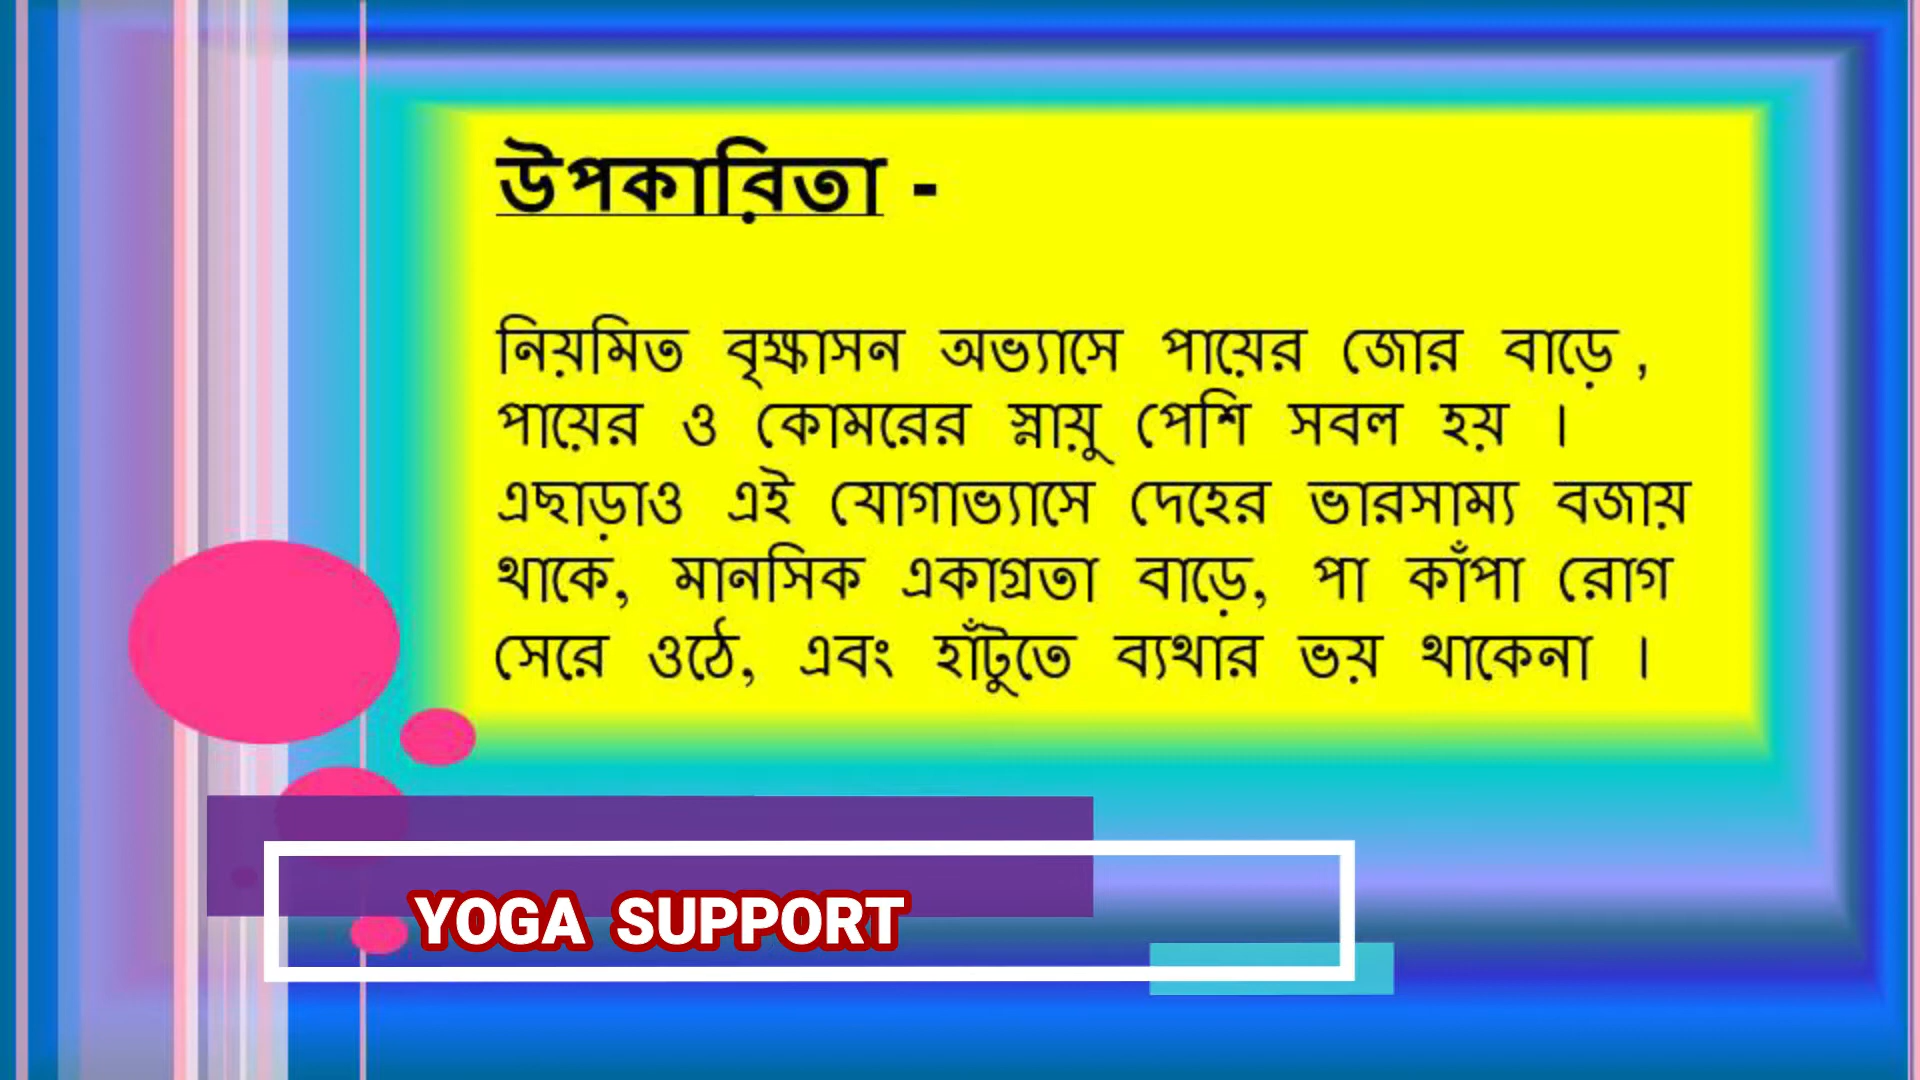 উপকারিতা -
নিয়মিত বৃক্ষাসন অভ্যাসে পায়ের জোর বাড়ে ,
পায়ের ও কোমরের স্নায়ু পেশি সবল হয় ।
এছাড়াও এই যোগাভ্যাসে দেহের ভারসাম্য বজায়
থাকে, মানসিক একাগ্রতা বাড়ে, পা কাঁপা রোগ
সেরে ওঠে, এবং হাঁটুতে ব্যথার ভয় থাকেনা ।
YOGA SUPPORT